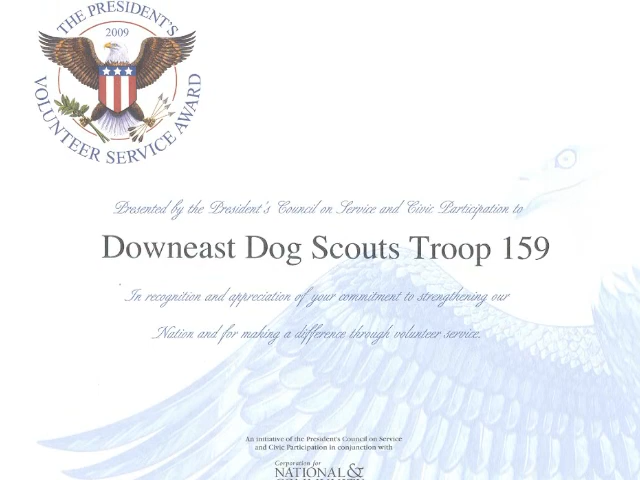 THE PRESIDENT'S
2009
VOLUNTEER SERVICE AWARD
Presented by the President's Council on Service and Civic Participation to
Downeast Dog Scouts Troop 159
In recognition and appreciation of your commitment to strengthening our
Nation and for making a difference through volunteer service.
An initiative of the President's Council on Service
and Civic Participation in conjunction with
Corporation for
NATIONAL &
COMMUNITY